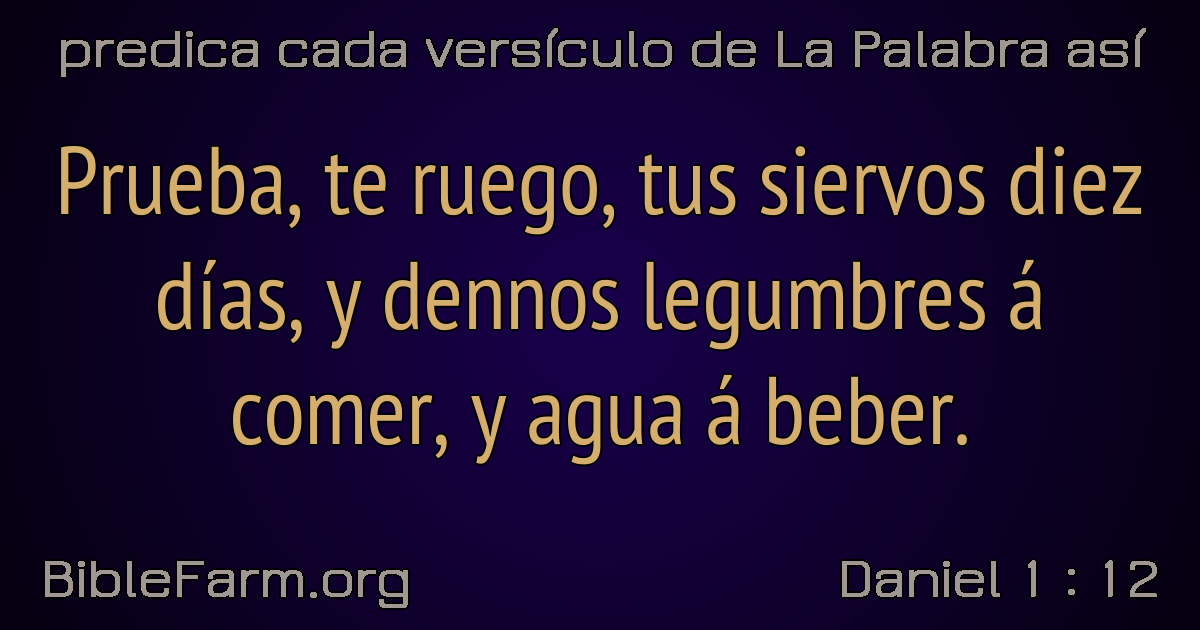 predica cada versículo de La Palabra así
Prueba, te ruego, tus siervos diez
días, y dennos legumbres á
comer, y agua á beber.
BibleFarm.org
Daniel 1 : 12